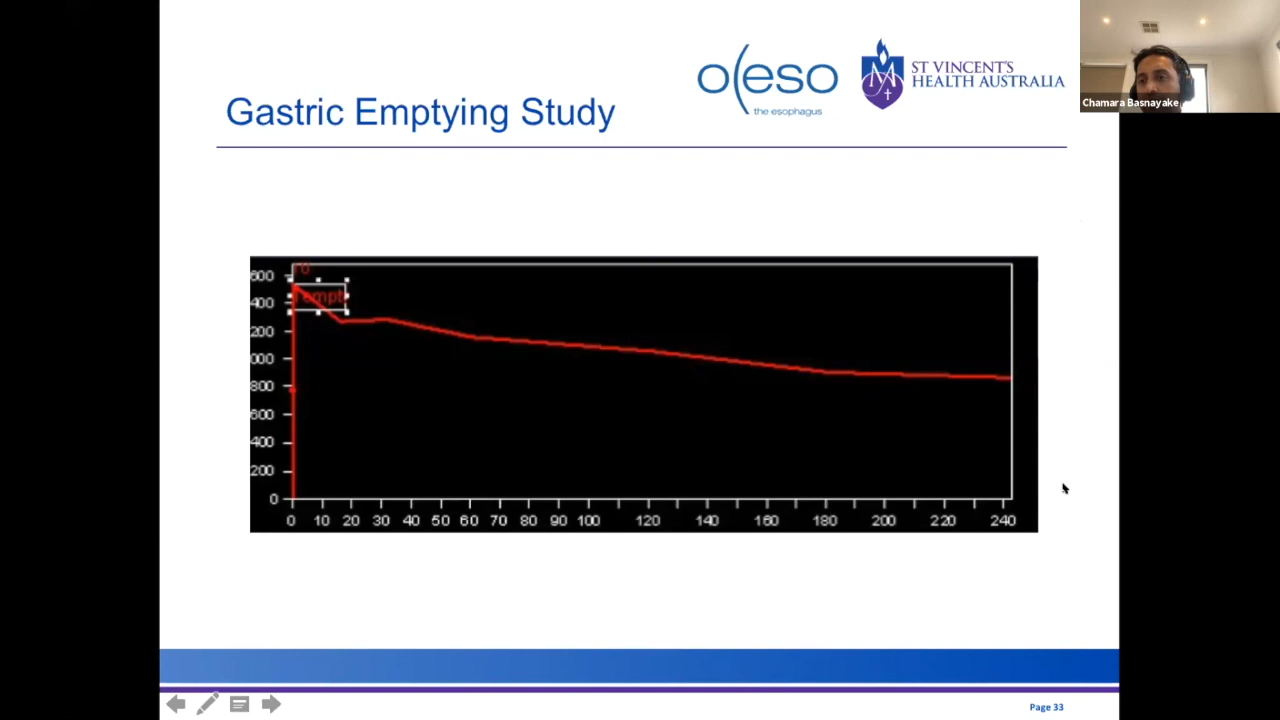 o(eso
the esophagus
ST VINCENT'S
HEALTH AUSTRALIA
Chamara Basnayake
Gastric Emptying Study
600
400
200
000
800
600
400
200
0
0 10 20 30 40 50 60 70 80 90 100 120 140 160 180 200 220 240
Page 33